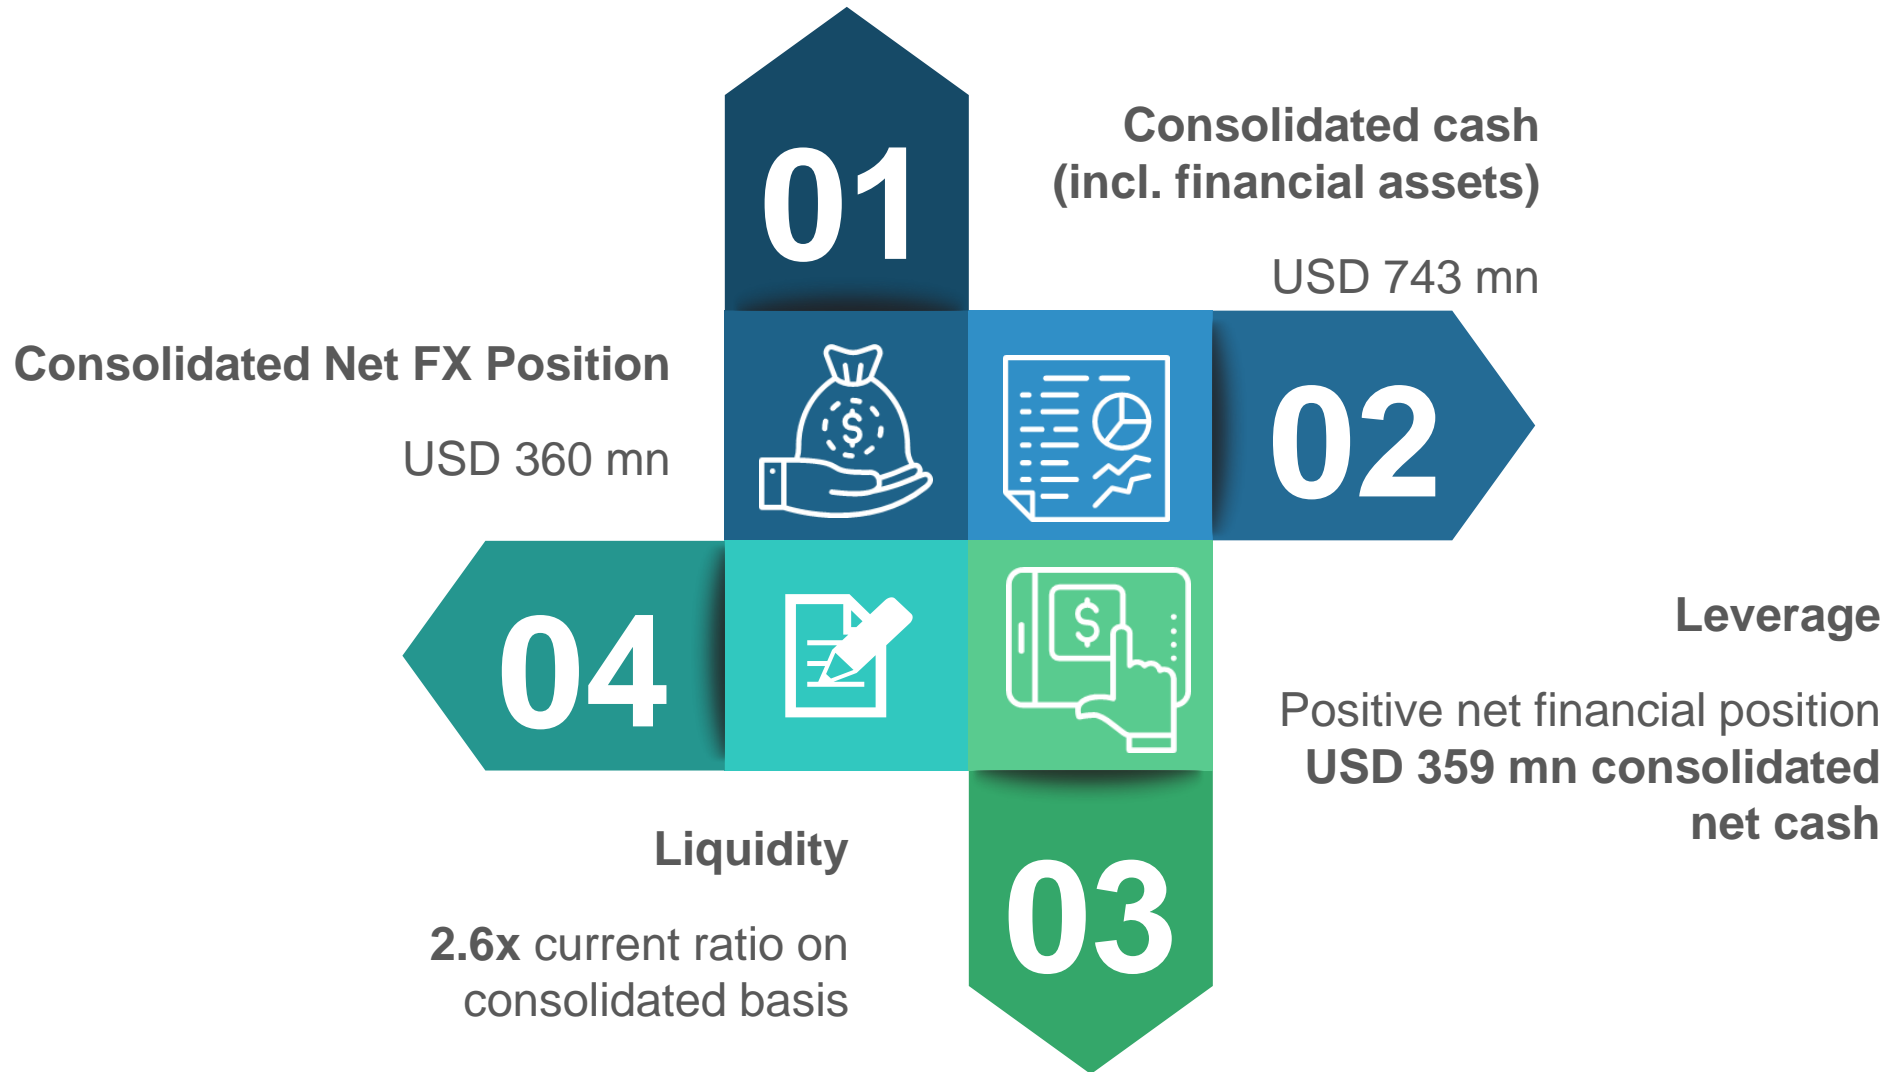 01
Consolidated cash
(incl. financial assets)
USD 743 mn
Consolidated Net FX Position
USD 360 mn
$
02
04
$
Leverage
Positive net financial position
USD 359 mn consolidated
net cash
Liquidity
2.6x current ratio on
consolidated basis
03